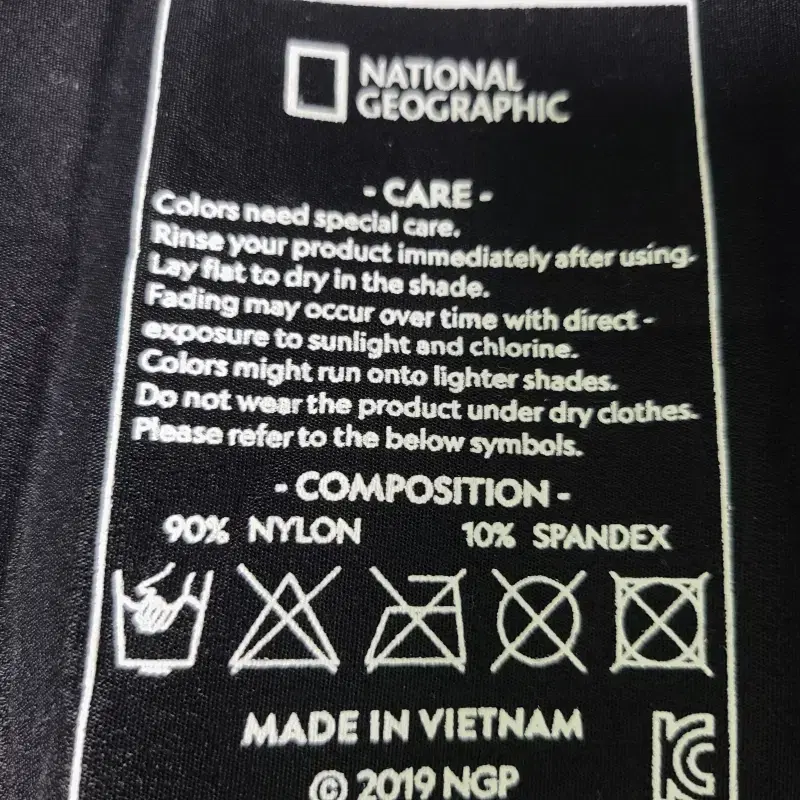 NATIONAL
GEOGRAPHIC
- CARE -
Colors need special care.
Rinse your product immediately after using.
Lay flat to dry in the shade.
Fading may occur over time with direct -
exposure to sunlight and chlorine.
Colors might run onto lighter shades.
Do not wear the product under dry clothes.
Please refer to the below symbols.
- COMPOSITION -
90% NYLON 10% SPANDEX
MADE IN VIETNAM
© 2019 NGP